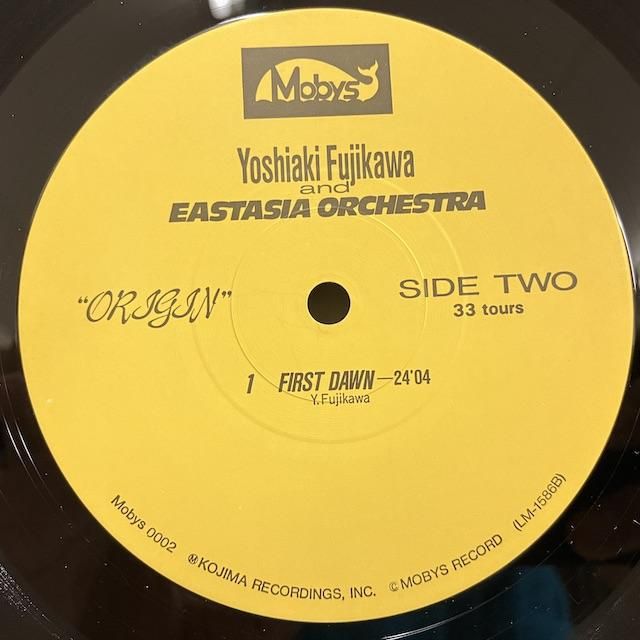 Mobys
Yoshiaki Fujikawa
and
EASTASIA ORCHESTRA
"ORIGIN"
SIDE TWO
33 tours
1 FIRST DAWN—24'04
Y.Fujikawa
Mobys 0002 Ⓜ KOJIMA RECORDINGS, INC. © MOBYS RECORD (LM-1586B)